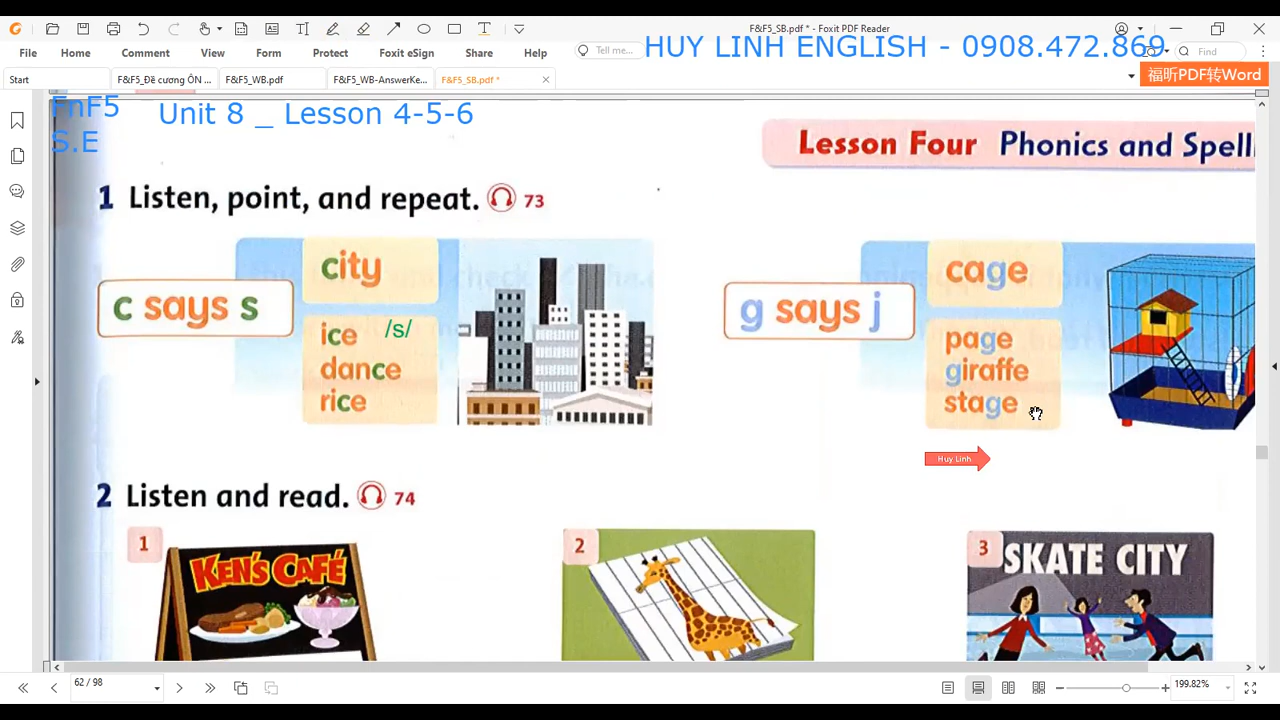 F&F5_SB.pdf * - Foxit PDF Reader
File Home Comment View Form Protect Foxit eSign Share Help Tell me... Find
HUY LINH ENGLISH - 0908.472.869
Start F&F5_Đề cương ÔN ... F&F5_WB.pdf F&F5_WB-AnswerKe... F&F5_SB.pdf *
福昕PDF转Word
FnF5
S.E
Unit 8 _ Lesson 4-5-6
Lesson Four Phonics and Spell
1 Listen, point, and repeat. 73
c says s
city
ice /s/
dance
rice
g says j
cage
page
giraffe
stage
Huy Linh
2 Listen and read. 74
1
KEN'S CAFÉ
2
3
SKATE CITY
62 / 98
199.82%